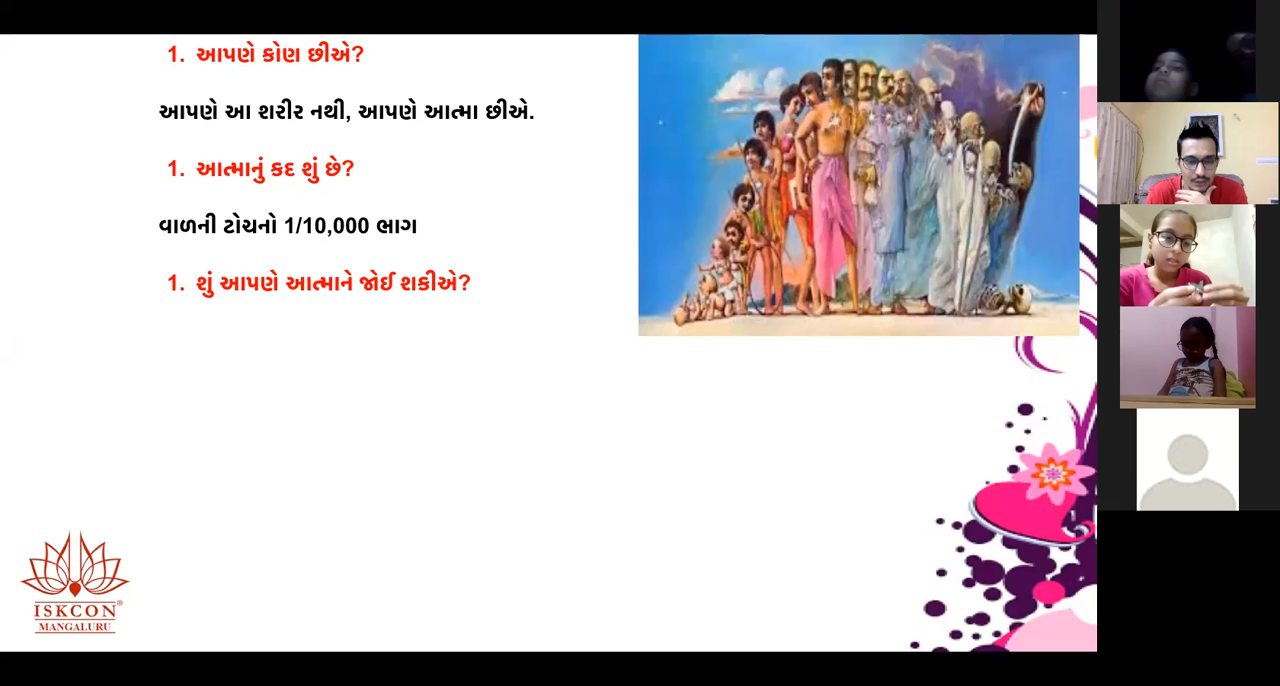 1. આપણે કોણ છીએ?
આપણે આ શરીર નથી, આપણે આત્મા છીએ.
1. આત્માનું કદ શું છે?
વાળની ટોચનો 1/10,000 ભાગ
1. શું આપણે આત્માને જોઈ શકીએ?
ISKCON®
MANGALURU